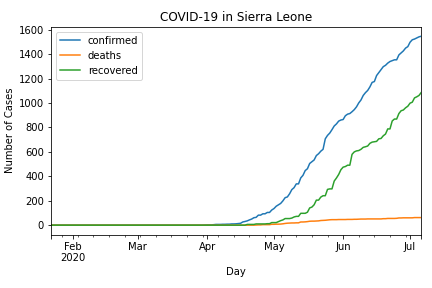 COVID-19 in Sierra Leone
confirmed
deaths
recovered
Number of Cases
1600
1400
1200
1000
800
600
400
200
0
Feb Mar Apr May Jun Jul
2020
Day